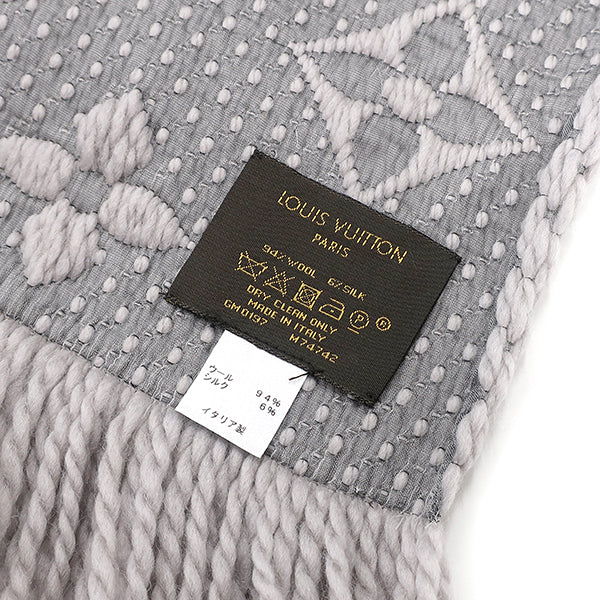 LOUIS VUITTON
PARIS
94%WOOL 6%SILK
P
DRY CLEAN ONLY
MADE IN ITALY
GM0197 M74742
ウール 94%
シルク 6%
イタリア製